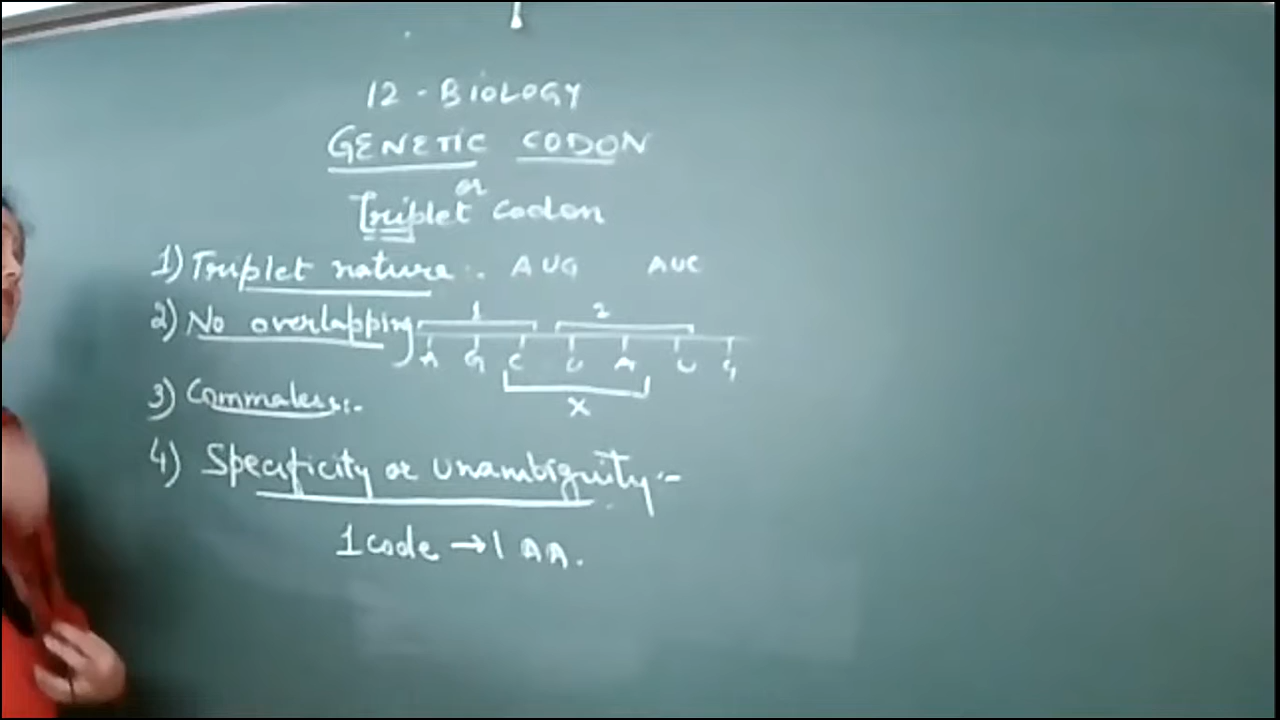 12 - BIOLOGY
GENETIC CODON
or
Triplet Codon
1) Triplet nature :- AUG AUC
2) No overlapping 1 2
A G C U A U G
X
3) Commaless:-
4) Specificity or Unambiguity:-
1 code → 1 AA.